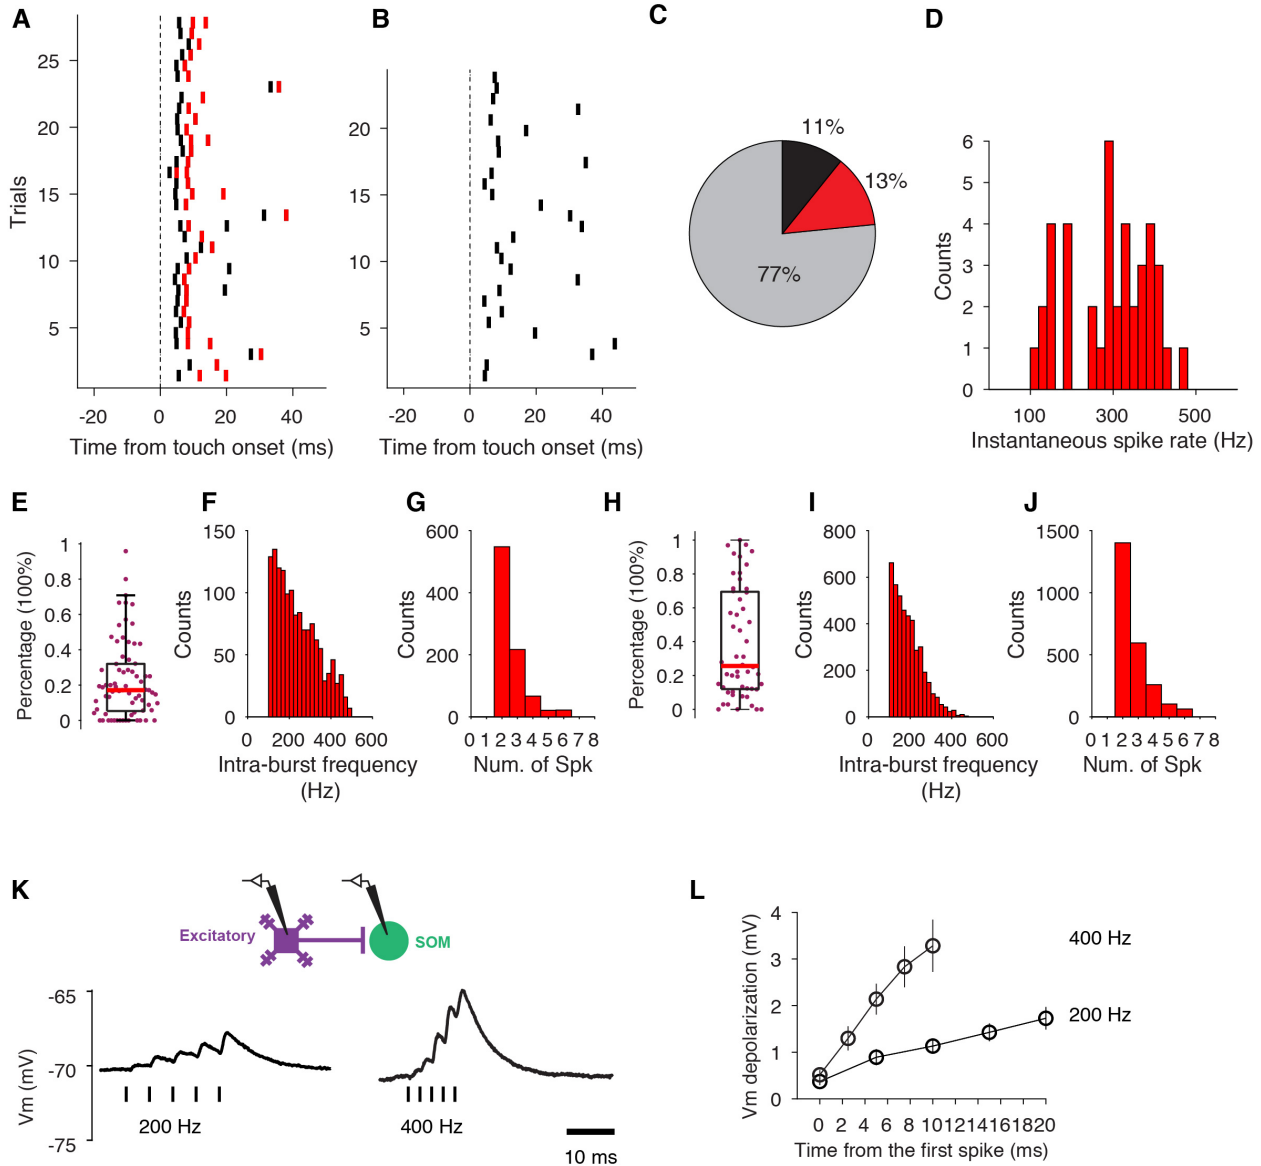 A
B
C
D
25
20
15
10
5
Trials
-20
0
20
40
Time from touch onset (ms)
20
15
10
5
-20
0
20
40
Time from touch onset (ms)
11%
13%
77%
6
5
4
3
2
1
0
Counts
100
300
500
Instantaneous spike rate (Hz)
E
F
G
H
I
J
1
0.8
0.6
0.4
0.2
0
Percentage (100%)
150
100
50
0
Counts
0 200 400 600
Intra-burst frequency
(Hz)
600
400
200
0
Counts
0 1 2 3 4 5 6 7 8
Num. of Spk
1
0.8
0.6
0.4
0.2
0
Percentage (100%)
800
600
400
200
0
Counts
0 200 400 600
Intra-burst frequency
(Hz)
1500
1000
500
0
Counts
0 1 2 3 4 5 6 7 8
Num. of Spk
K
Excitatory
SOM
-65
-70
-75
Vm (mV)
200 Hz
400 Hz
10 ms
L
4
3
2
1
0
Vm depolarization (mV)
400 Hz
200 Hz
0 2 4 6 8 10 12 14 16 18 20
Time from the first spike (ms)